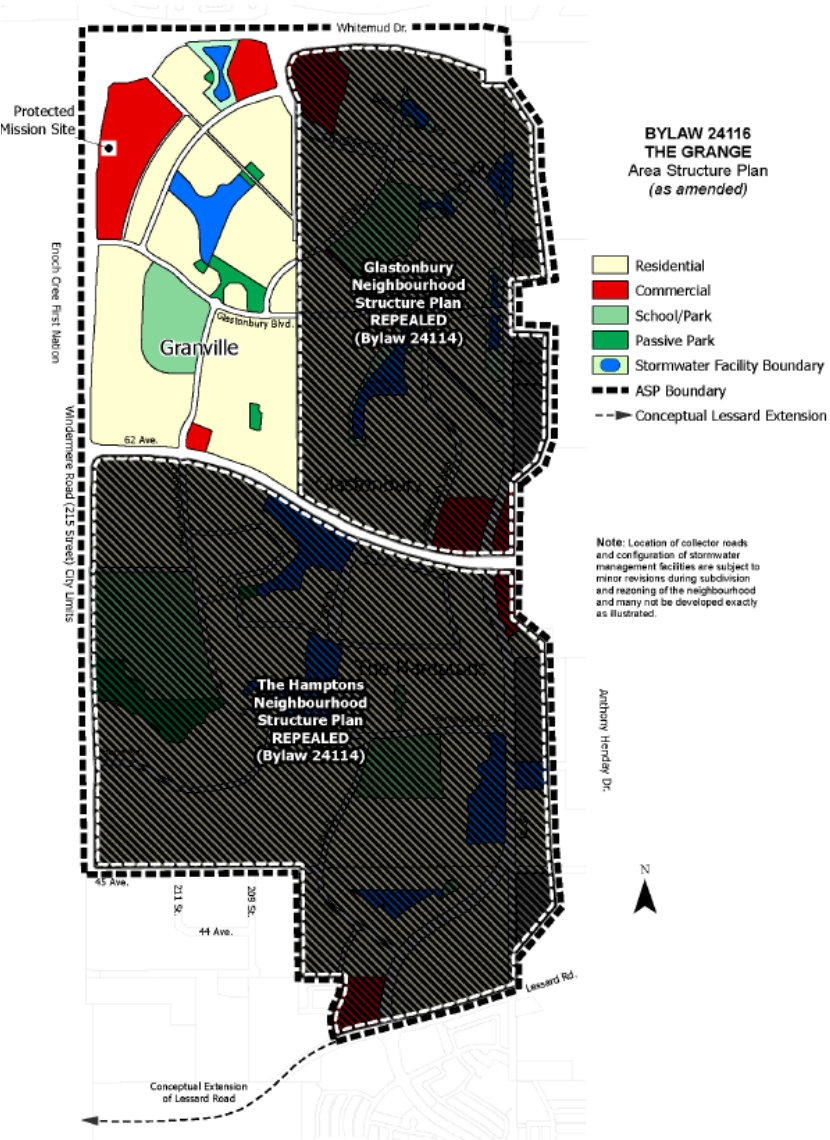 Whitemud Dr.
Protected
Mission Site
BYLAW 24116
THE GRANGE
Area Structure Plan
(as amended)
Enoch Cree First Nation
Residential
Commercial
School/Park
Passive Park
Stormwater Facility Boundary
ASP Boundary
Conceptual Lessard Extension
Glastonbury
Neighbourhood
Structure Plan
REPEALED
(Bylaw 24114)
Glastonbury Blvd.
Granville
62 Ave.
Windermere Road (215 Street) City Limits
Glastonbury
Note: Location of collector roads
and configuration of stormwater
management facilities are subject to
minor revisions during subdivision
and rezoning of the neighbourhood
and many not be developed exactly
as illustrated.
The Hamptons
The Hamptons
Neighbourhood
Structure Plan
REPEALED
(Bylaw 24114)
Anthony Henday Dr.
45 Ave.
211 St.
209 St.
44 Ave.
N
Lessard Rd.
Conceptual Extension
of Lessard Road